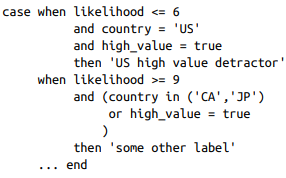 case when likelihood <= 6
and country = 'US'
and high_value = true
then 'US high value detractor'
when likelihood >= 9
and (country in ('CA','JP')
or high_value = true
)
then 'some other label'
... end